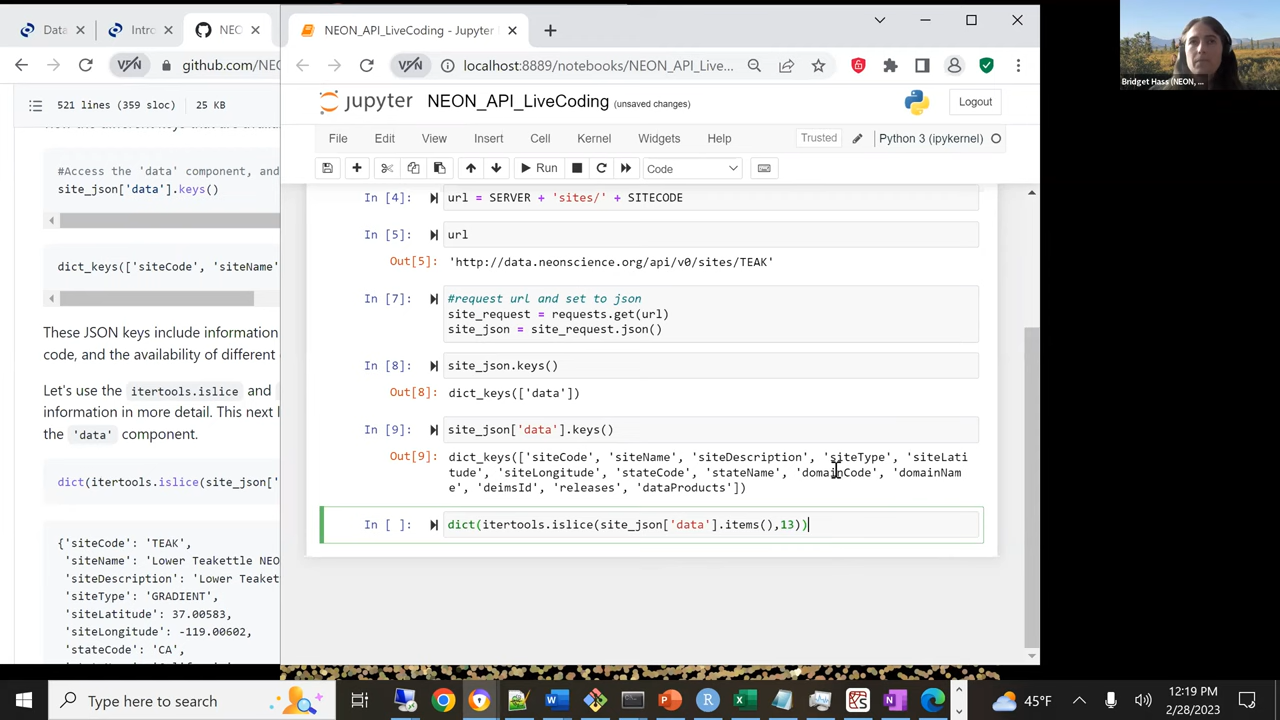 Data
Intro
NEO
github.com/NEO
521 lines (359 sloc)
25 KB
#Access the 'data' component, and
site_json['data'].keys()
dict_keys(['siteCode', 'siteName'
These JSON keys include information
code, and the availability of different
Let's use the itertools.islice and
information in more detail. This next l
the 'data' component.
dict(itertools.islice(site_json['
{'siteCode': 'TEAK',
'siteName': 'Lower Teakettle NEO
'siteDescription': 'Lower Teaket
'siteType': 'GRADIENT',
'siteLatitude': 37.00583,
'siteLongitude': -119.00602,
'stateCode': 'CA',
NEON_API_LiveCoding - Jupyter
VPN
localhost:8889/notebooks/NEON_API_Live...
jupyter
NEON_API_LiveCoding (unsaved changes)
Logout
File Edit View Insert Cell Kernel Widgets Help
Trusted
Python 3 (ipykernel)
Run
Code
In [4]: url = SERVER + 'sites/' + SITECODE
In [5]: url
Out[5]: 'http://data.neonscience.org/api/v0/sites/TEAK'
In [7]: #request url and set to json
site_request = requests.get(url)
site_json = site_request.json()
In [8]: site_json.keys()
Out[8]: dict_keys(['data'])
In [9]: site_json['data'].keys()
Out[9]: dict_keys(['siteCode', 'siteName', 'siteDescription', 'siteType', 'siteLati
tude', 'siteLongitude', 'stateCode', 'stateName', 'domainCode', 'domainNam
e', 'deimsId', 'releases', 'dataProducts'])
In [ ]: dict(itertools.islice(site_json['data'].items(),13))
Bridget Hass (NEON, ...
Type here to search
45°F
12:19 PM
2/28/2023